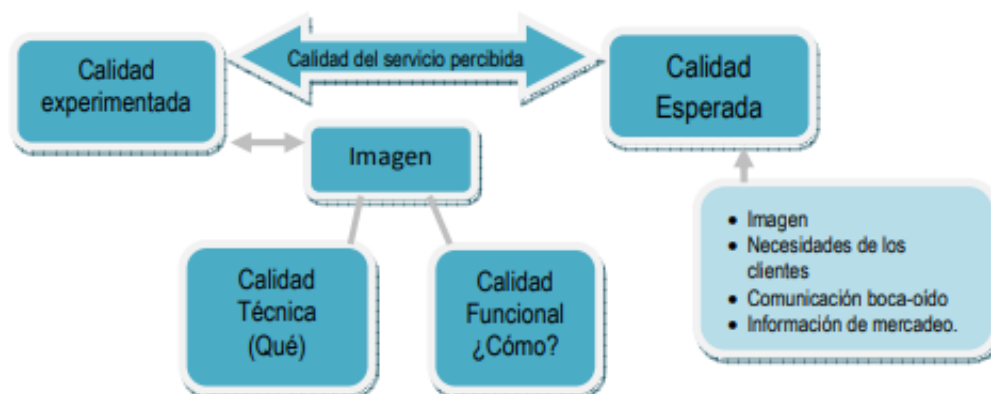 Calidad
experimentada
Calidad del servicio percibida
Calidad
Esperada
Imagen
Calidad
Técnica
(Qué)
Calidad
Funcional
¿Cómo?
• Imagen
• Necesidades de los
clientes
• Comunicación boca-oído
• Información de mercadeo.